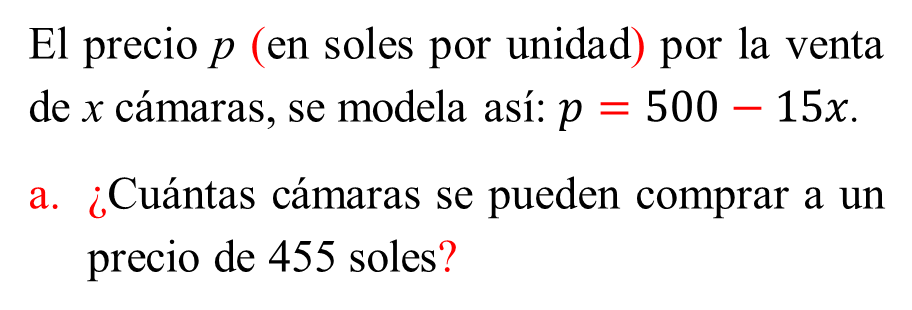 El precio p (en soles por unidad) por la venta
de x cámaras, se modela así: p = 500 − 15x.
a. ¿Cuántas cámaras se pueden comprar a un
precio de 455 soles?